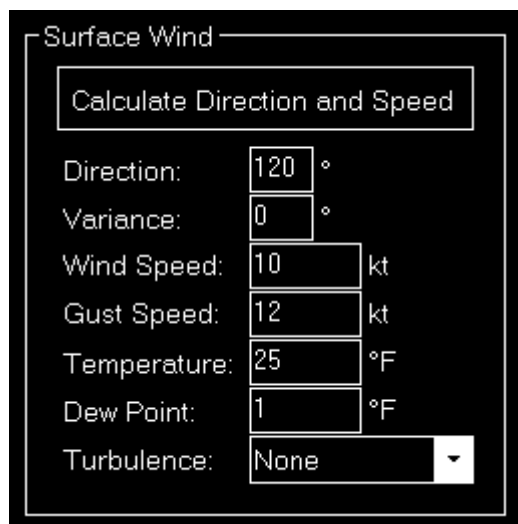 Surface Wind
Calculate Direction and Speed
Direction: 120 °
Variance: 0 °
Wind Speed: 10 kt
Gust Speed: 12 kt
Temperature: 25 °F
Dew Point: 1 °F
Turbulence: None